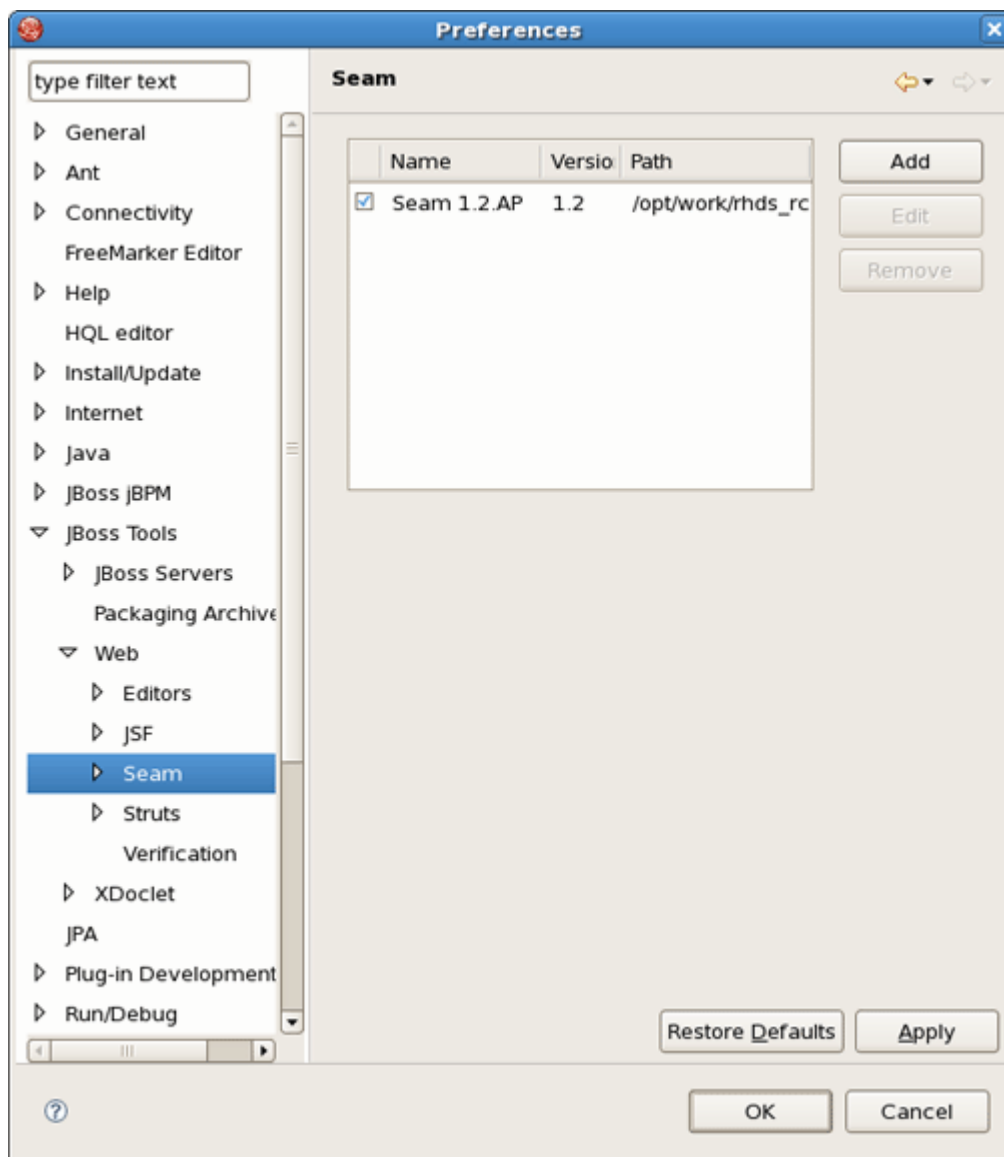 Preferences
type filter text
General
Ant
Connectivity
FreeMarker Editor
Help
HQL editor
Install/Update
Internet
Java
JBoss jBPM
JBoss Tools
JBoss Servers
Packaging Archive
Web
Editors
JSF
Seam
Struts
Verification
XDoclet
JPA
Plug-in Development
Run/Debug
Seam
Name Versio Path
Seam 1.2.AP 1.2 /opt/work/rhds_rc
Add
Edit
Remove
Restore Defaults Apply
OK Cancel